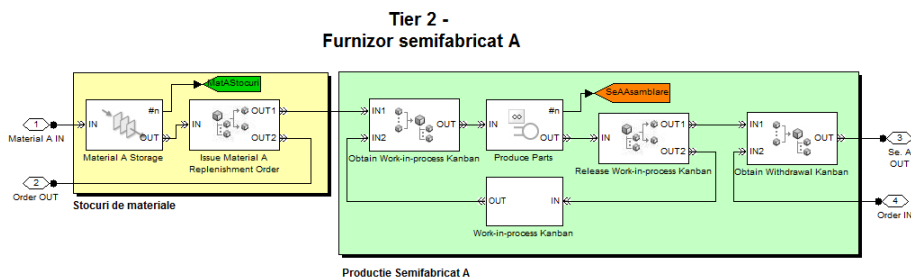 Tier 2 -
Furnizor semifabricat A
MatAStocuri
SeAAsamblare
#n
OUT1
#n
IN
OUT
IN
OUT2
IN1
IN2
OUT
IN
OUT
IN
OUT1
OUT2
IN1
IN2
OUT
1
Material A IN
Material A Storage
Issue Material A
Replenishment Order
Obtain Work-in-process Kanban
Produce Parts
Release Work-in-process Kanban
Obtain Withdrawal Kanban
3
Se. A
OUT
2
Order OUT
OUT
IN
Work-in-process Kanban
4
Order IN
Stocuri de materiale
Productie Semifabricat A